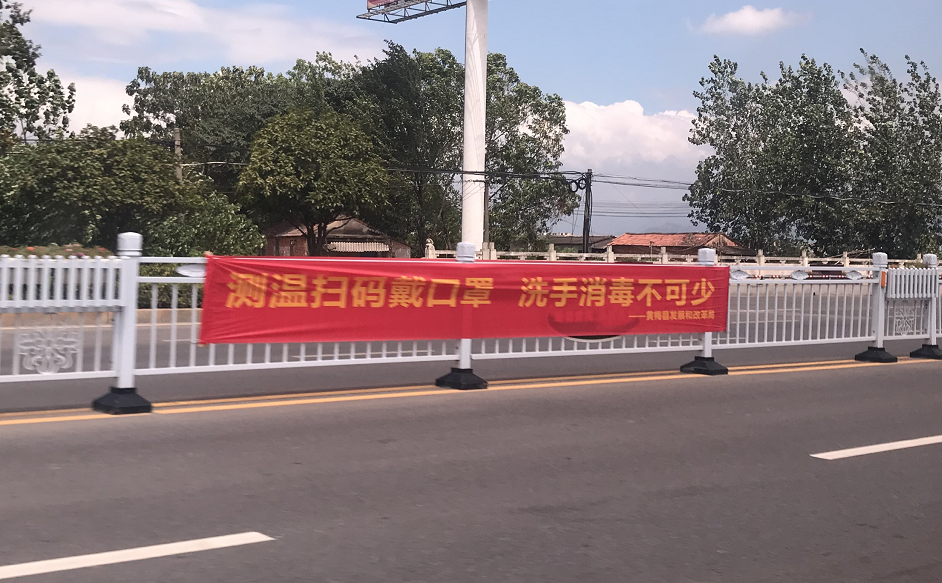 测温扫码戴口罩 洗手消毒不可少
——黄梅县发展和改革局